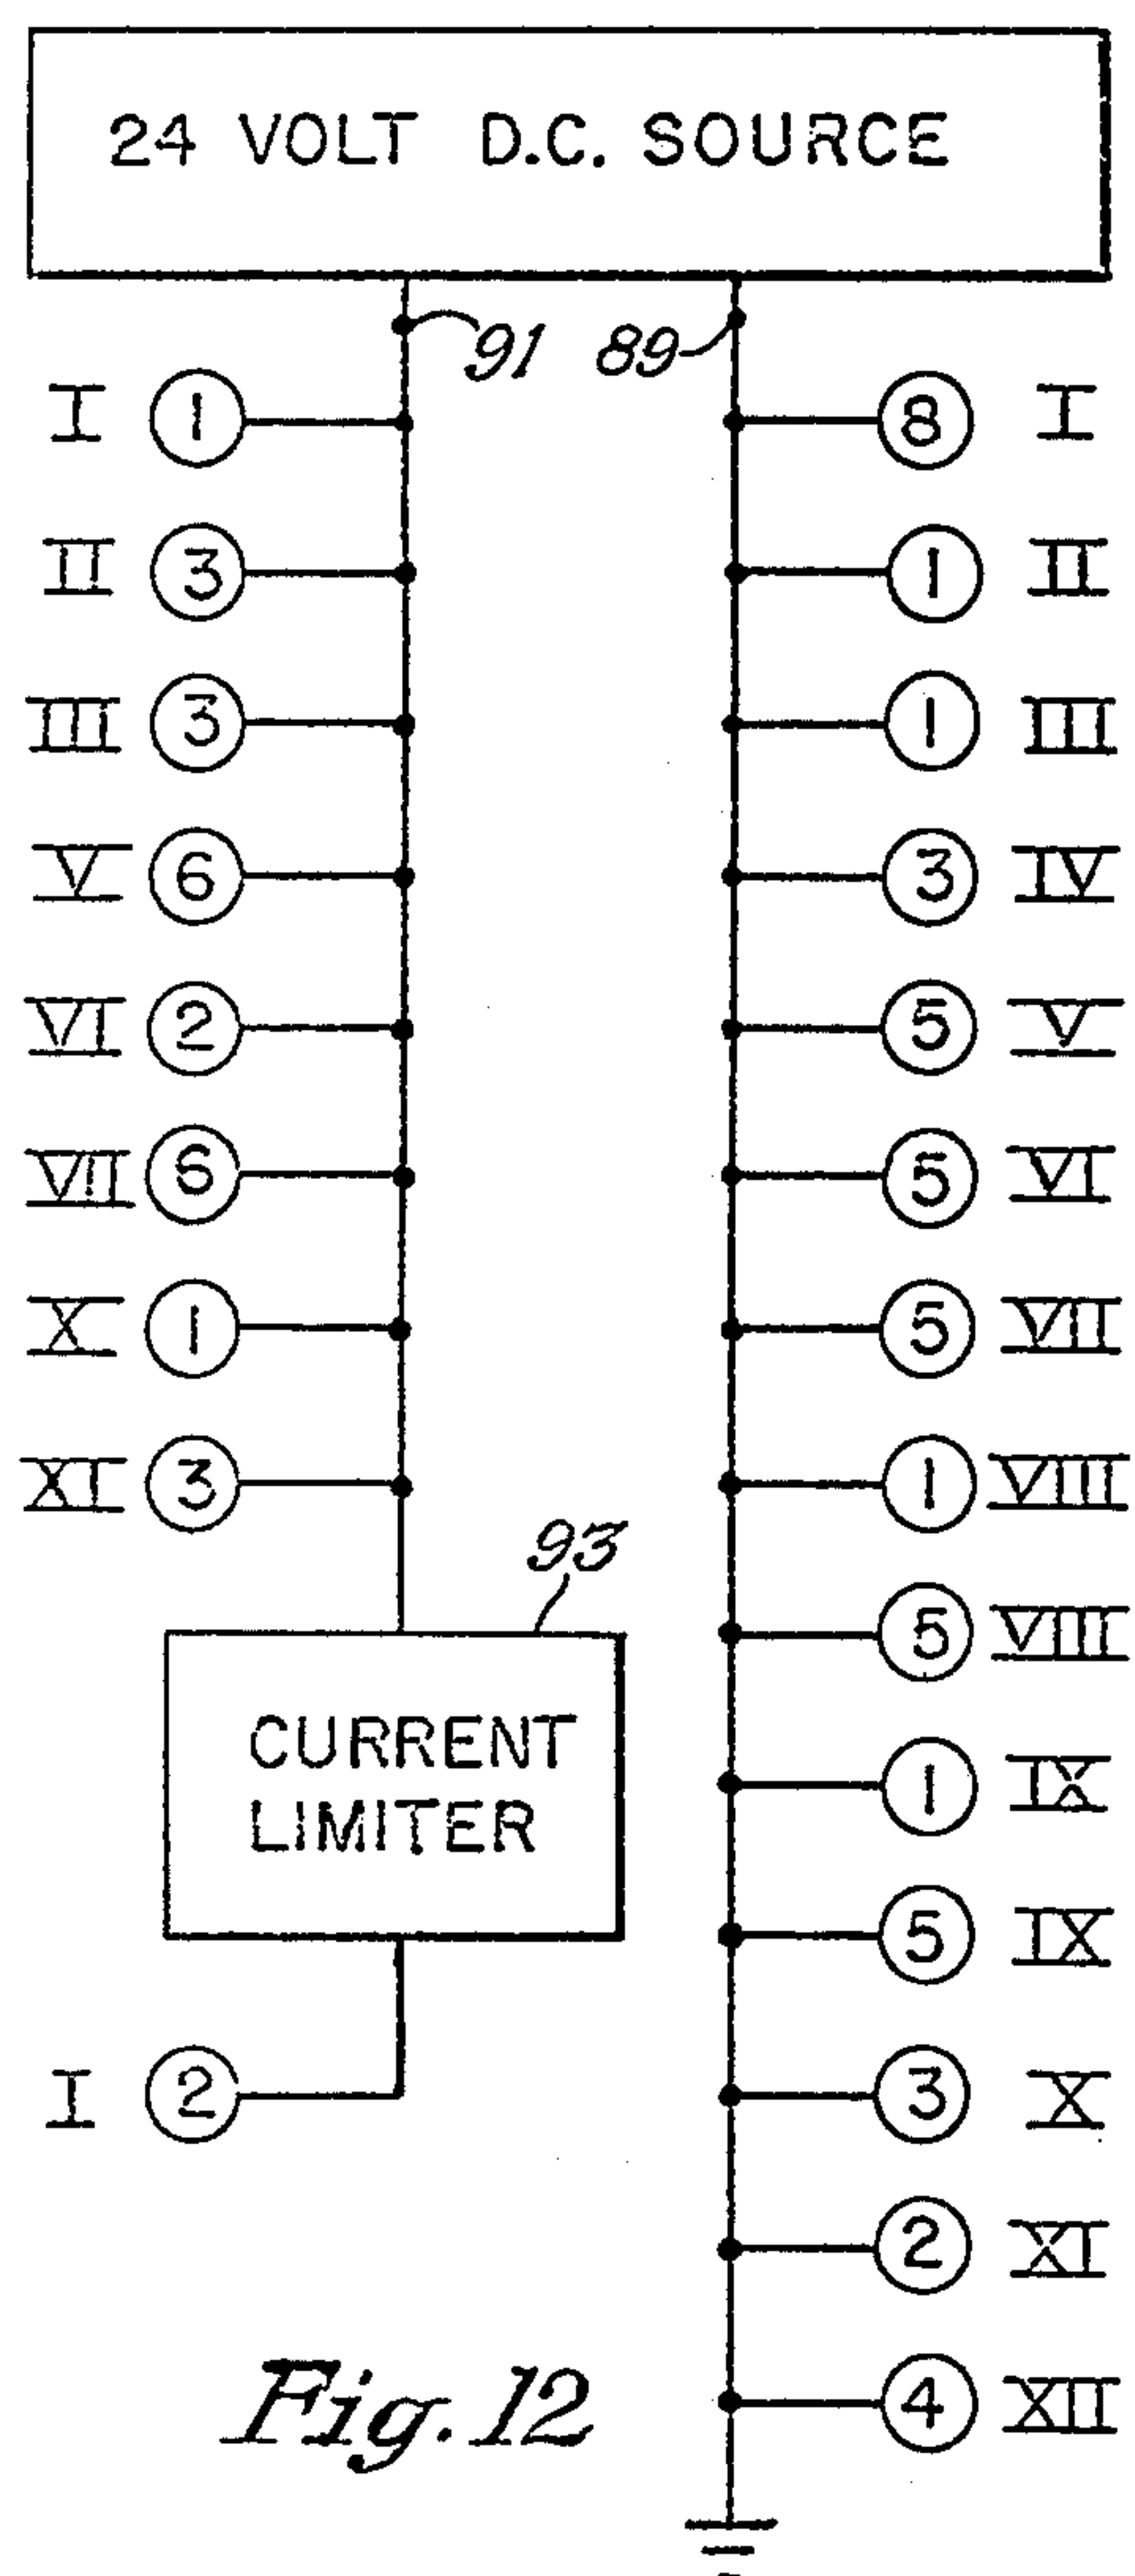 24 VOLT D.C. SOURCE
91 89
I 1 8 I
II 3 1 II
III 3 1 III
V 6 3 IV
VI 2 5 V
VII 6 5 VI
X 1 5 VII
XI 3 1 VIII
93
5 VIII
CURRENT
LIMITER
1 IX
5 IX
I 2 3 X
2 XI
4 XII
Fig. 12